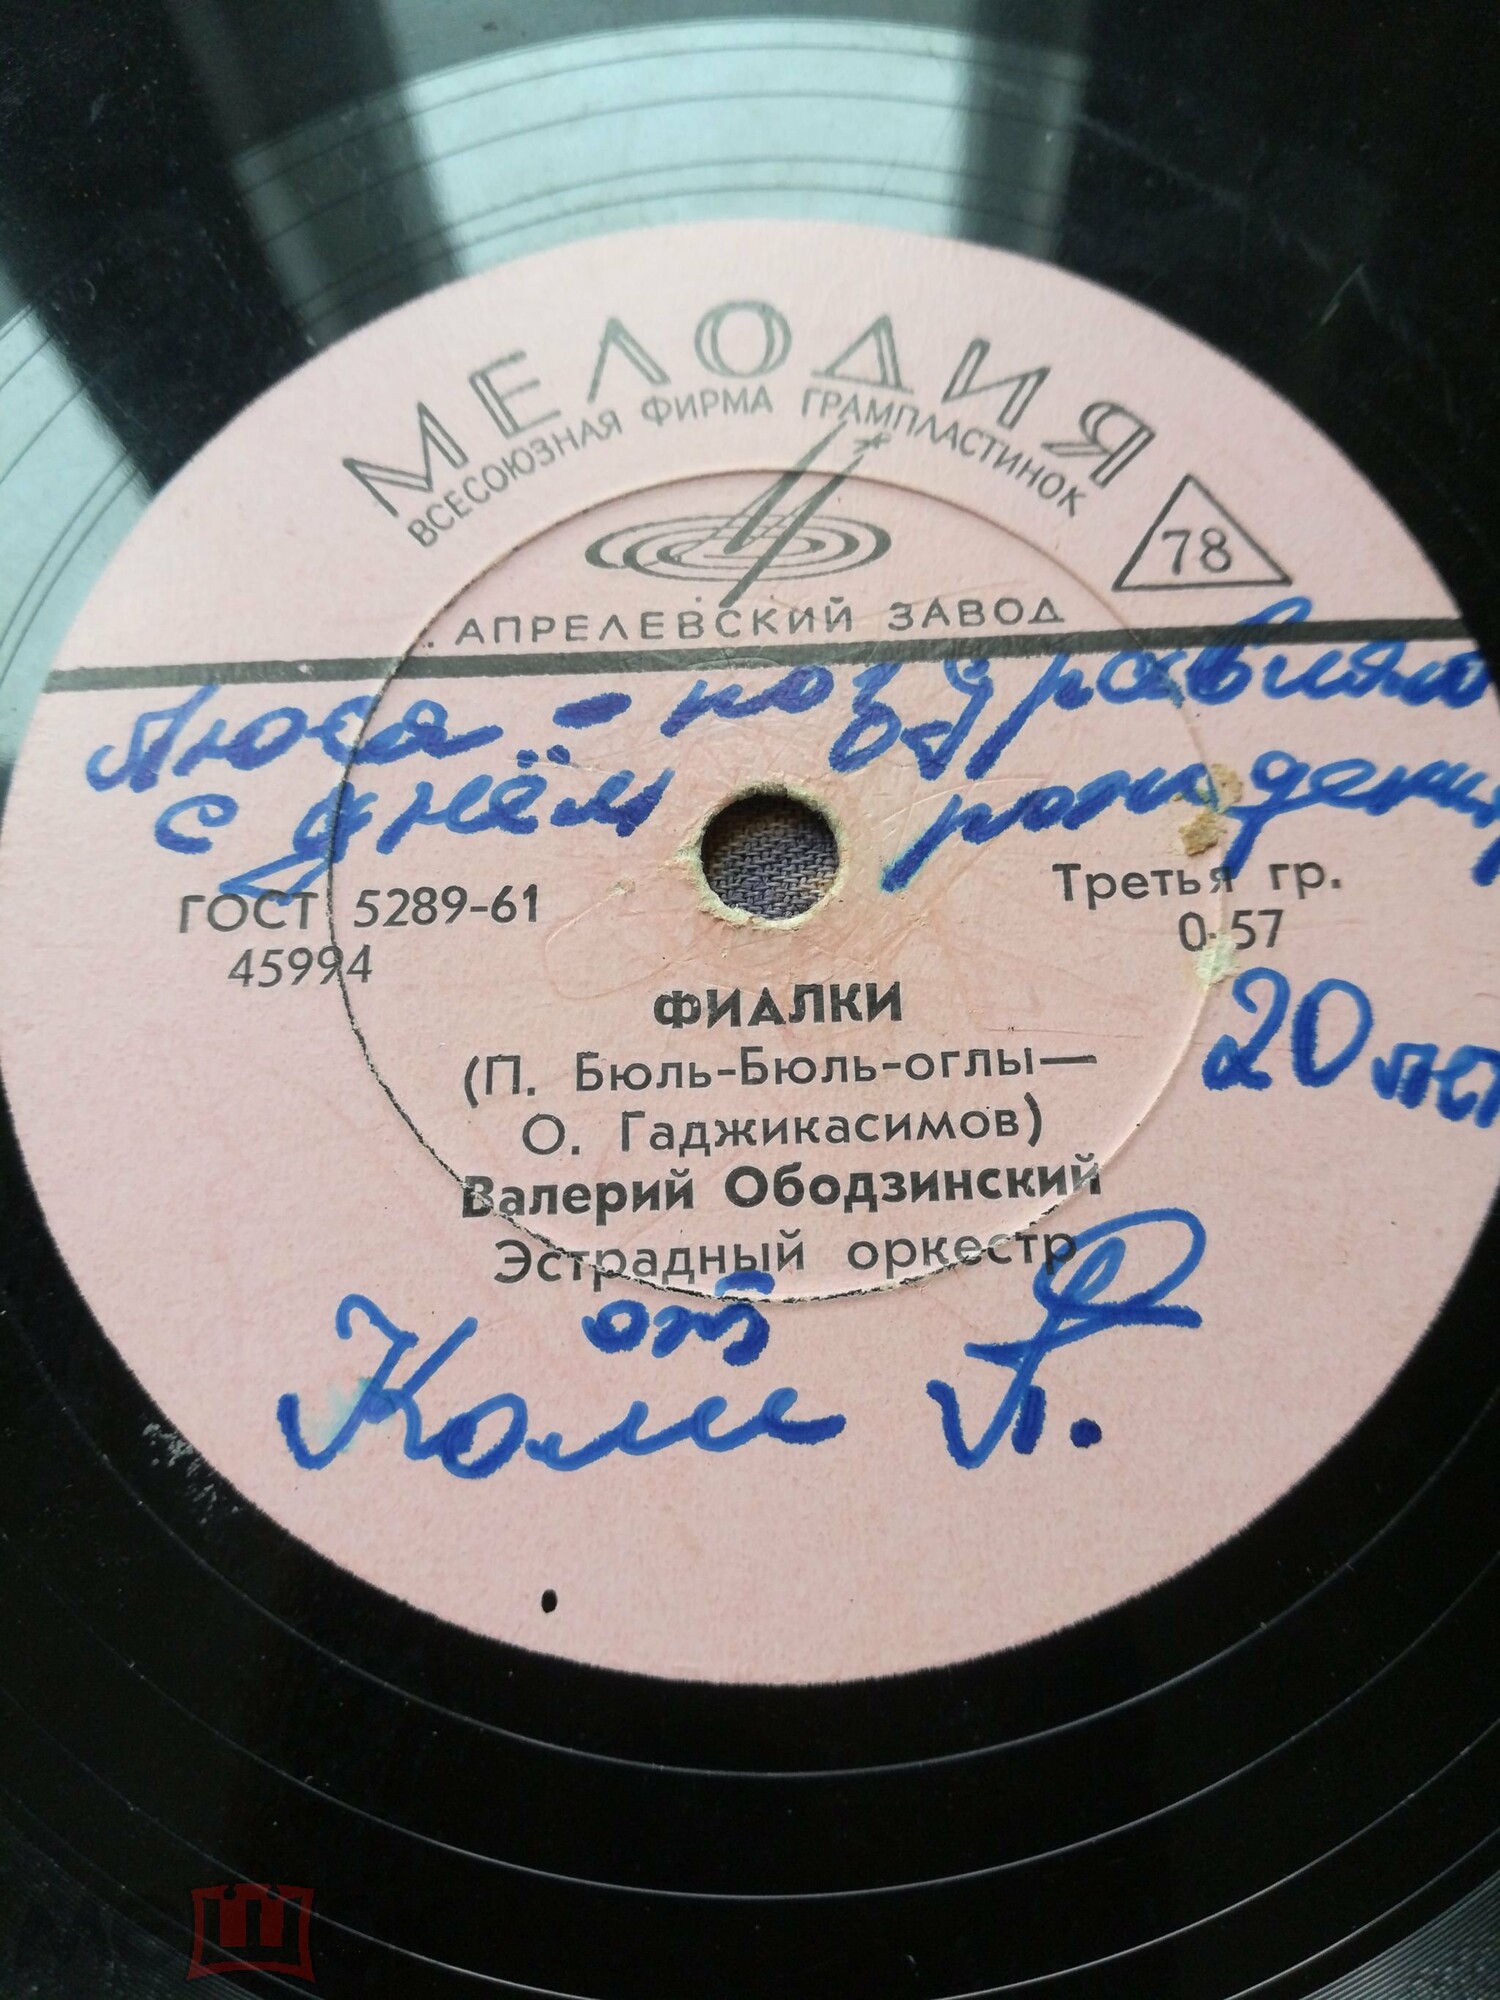 МЕЛОДИЯ
ВСЕСОЮЗНАЯ ФИРМА ГРАМПЛАСТИНОК
78
АПРЕЛЕВСКИЙ ЗАВОД
Люся - поздравляю
с днём рождения
ГОСТ 5289-61
45994
Третья гр.
0-57
20 лет
ФИАЛКИ
(П. Бюль-Бюль-оглы—
О. Гаджикасимов)
Валерий Ободзинский
Эстрадный оркестр
от
Коли